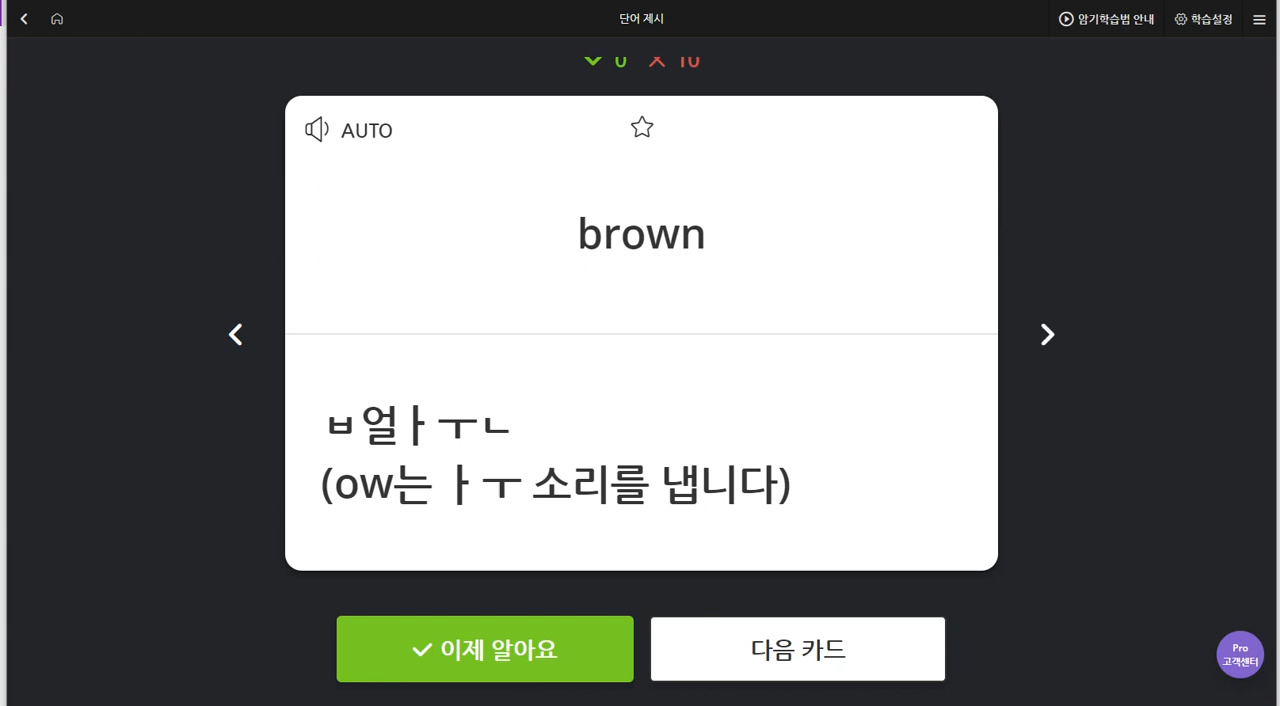 단어 제시
암기학습법 안내
학습설정
AUTO
brown
ㅂ얼ㅏㅜㄴ
(ow는 ㅏㅜ 소리를 냅니다)
이제 알아요
다음 카드
Pro
고객센터